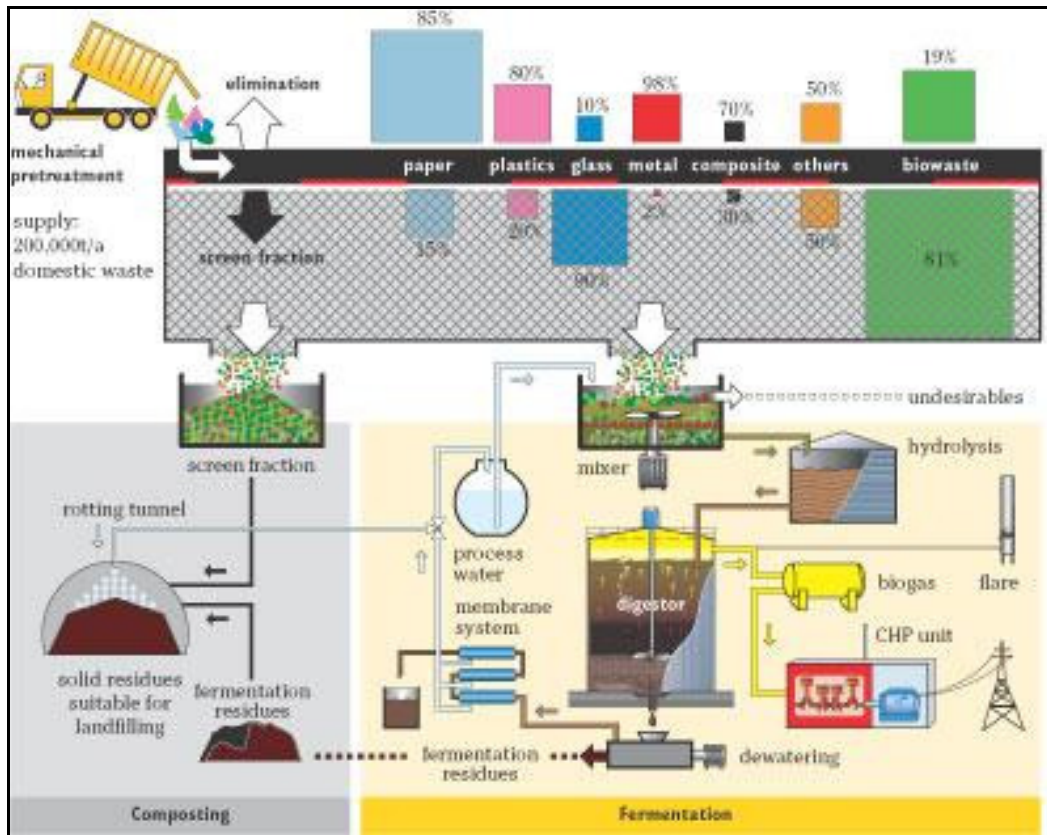 85%
80%
10%
98%
70%
50%
19%
elimination
mechanical
pretreatment
paper
plastics
glass
metal
composite
others
biowaste
supply:
200,000t/a
domestic waste
screen fraction
15%
20%
90%
2%
30%
50%
81%
undesirables
screen fraction
mixer
hydrolysis
rotting tunnel
process
water
digestor
biogas
flare
membrane
system
CHP unit
solid residues
suitable for
landfilling
fermentation
residues
fermentation
residues
dewatering
Composting
Fermentation